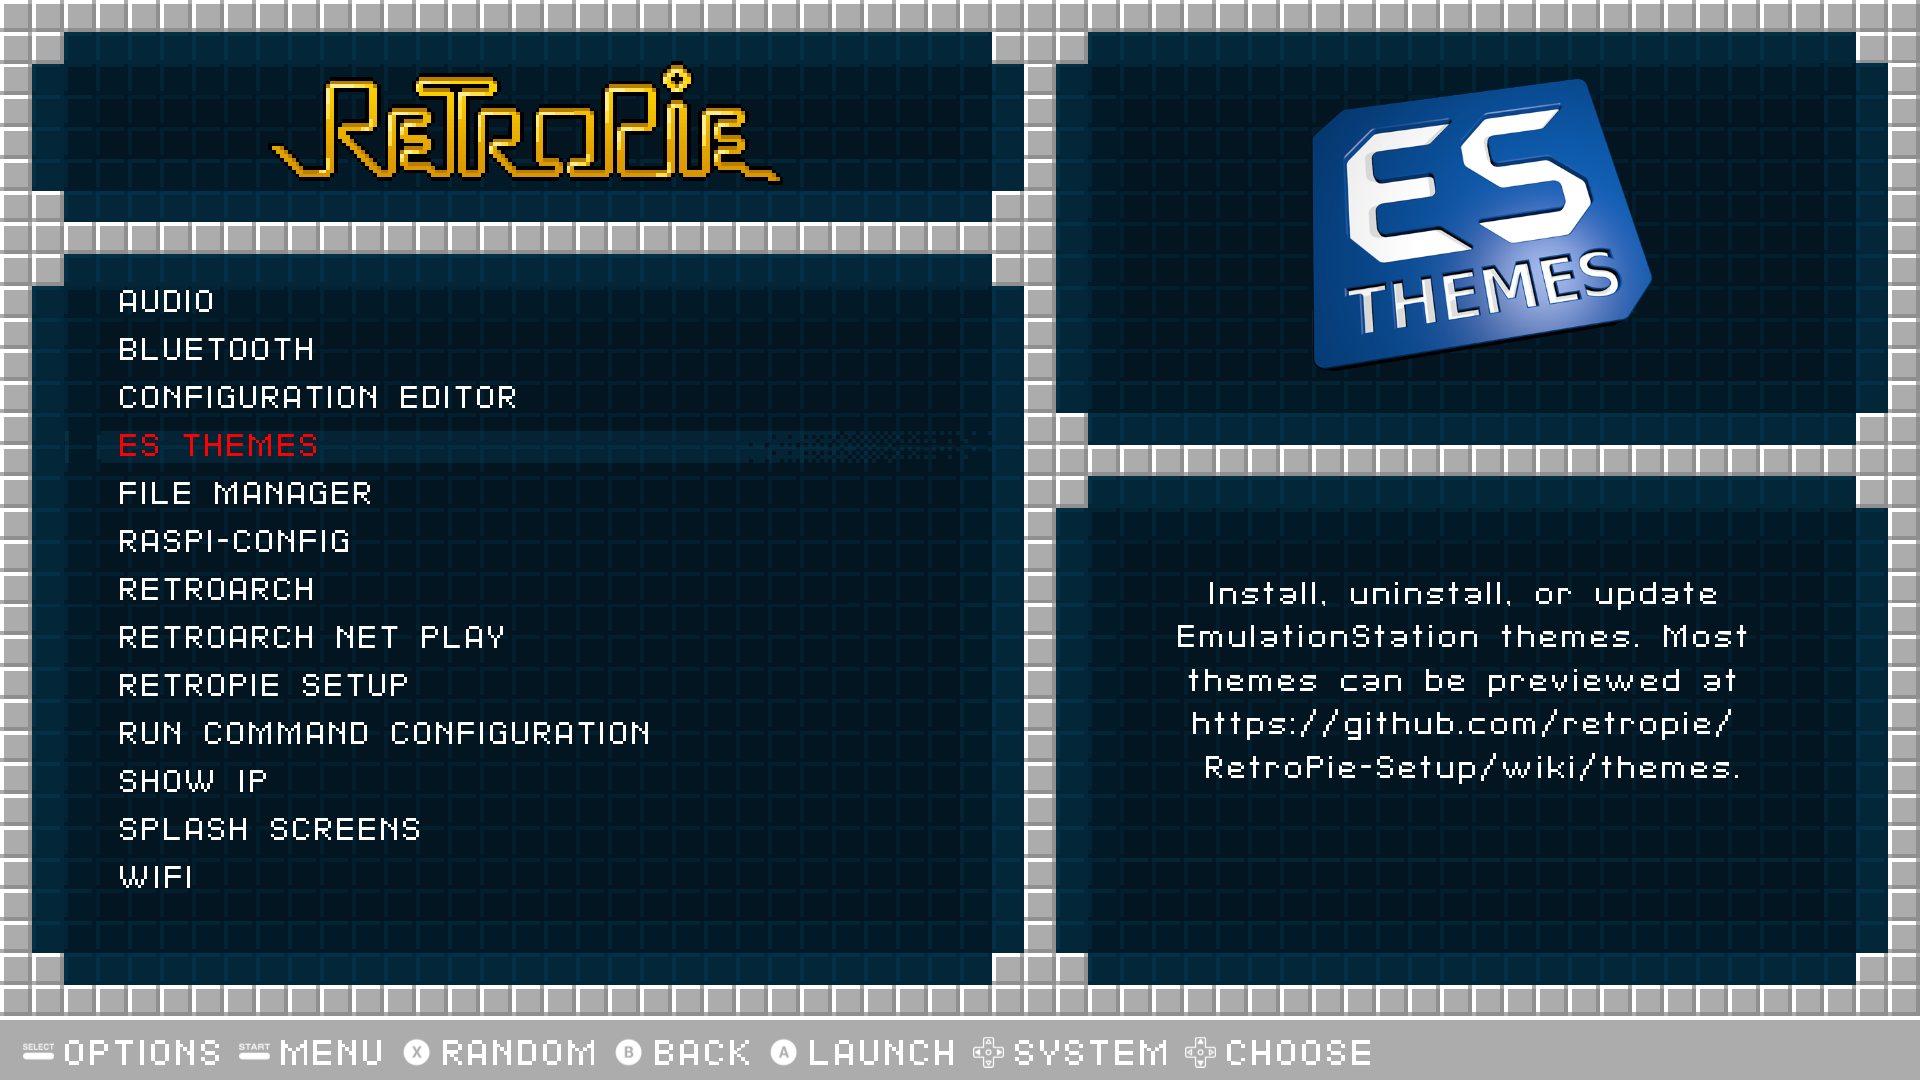 RetroPie
AUDIO
BLUETOOTH
CONFIGURATION EDITOR
ES THEMES
FILE MANAGER
RASPI-CONFIG
RETROARCH
RETROARCH NET PLAY
RETROPIE SETUP
RUN COMMAND CONFIGURATION
SHOW IP
SPLASH SCREENS
WIFI
ES
THEMES
Install, uninstall, or update
EmulationStation themes. Most
themes can be previewed at
https://github.com/retropie/
RetroPie-Setup/wiki/themes.
SELECT OPTIONS START MENU X RANDOM B BACK A LAUNCH SYSTEM CHOOSE